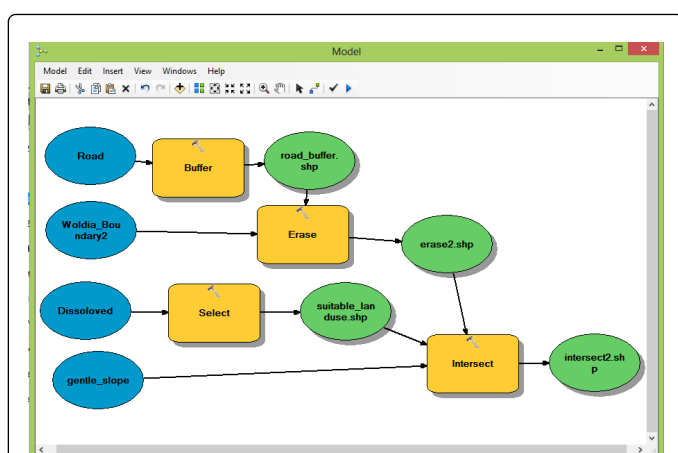 Model
Model Edit Insert View Windows Help
Road
Buffer
road_buffer.
shp
Woldia_Bou
ndary2
Erase
erase2.shp
Dissoloved
Select
suitable_lan
duse.shp
gentle_slope
Intersect
intersect2.sh
p